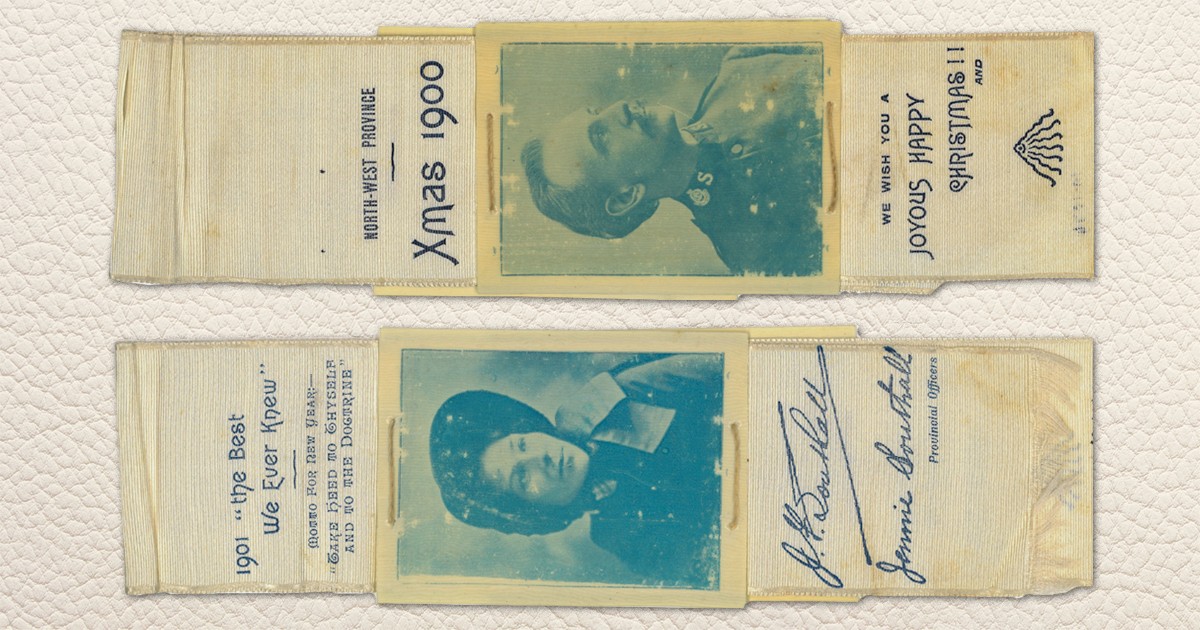 NORTH-WEST PROVINCE
Xmas 1900
S
WE WISH YOU A
JOYOUS HAPPY
CHRISTMAS!!
AND
1901 "the Best
We Ever Knew"
MOTTO FOR NEW YEAR:—
"TAKE HEED TO THYSELF
AND TO THE DOCTRINE"
Jennie Southall
Provincial Officers